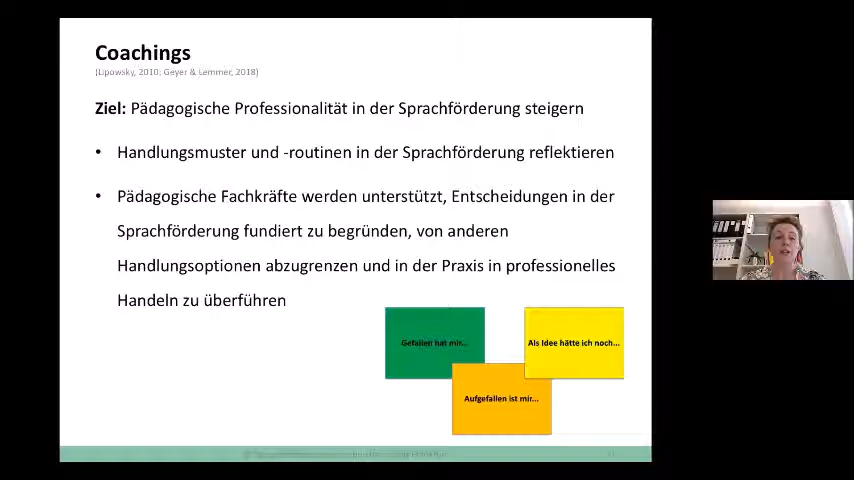 Coachings
(Lipowsky, 2010; Geyer & Lemmer, 2018)
Ziel: Pädagogische Professionalität in der Sprachförderung steigern
• Handlungsmuster und -routinen in der Sprachförderung reflektieren
• Pädagogische Fachkräfte werden unterstützt, Entscheidungen in der
Sprachförderung fundiert zu begründen, von anderen
Handlungsoptionen abzugrenzen und in der Praxis in professionelles
Handeln zu überführen
Gefallen hat mir...
Als Idee hätte ich noch...
Aufgefallen ist mir...